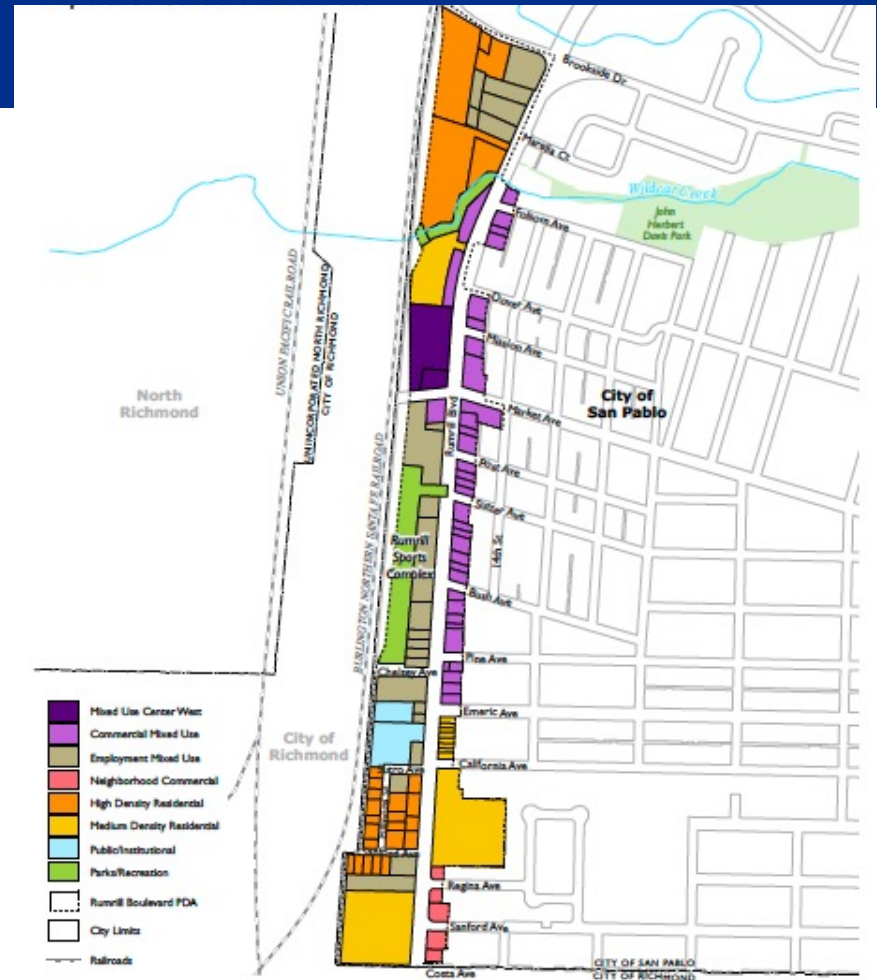 Brookside Dr
Marelia Ct
Wildcat Creek
John
Herbert
Davis Park
Folsom Ave
UNION PACIFIC RAILROAD
UNINCORPORATED NORTH RICHMOND
CITY OF RICHMOND
Dover Ave
Mission Ave
North
Richmond
City of
San Pablo
Market Ave
Rumrill Blvd
BURLINGTON NORTHERN SANTA FE RAILROAD
Post Ave
Sutter Ave
14th St
Rumrill
Sports
Complex
Bush Ave
Pine Ave
Chelsey Ave
Emeric Ave
City of
Richmond
California Ave
Mixed Use Center West
Commercial Mixed Use
Employment Mixed Use
Neighborhood Commercial
High Density Residential
Medium Density Residential
Public/Institutional
Parks/Recreation
Rumrill Boulevard PDA
City Limits
Railroads
Regina Ave
Sanford Ave
CITY OF SAN PABLO
CITY OF RICHMOND
Costa Ave